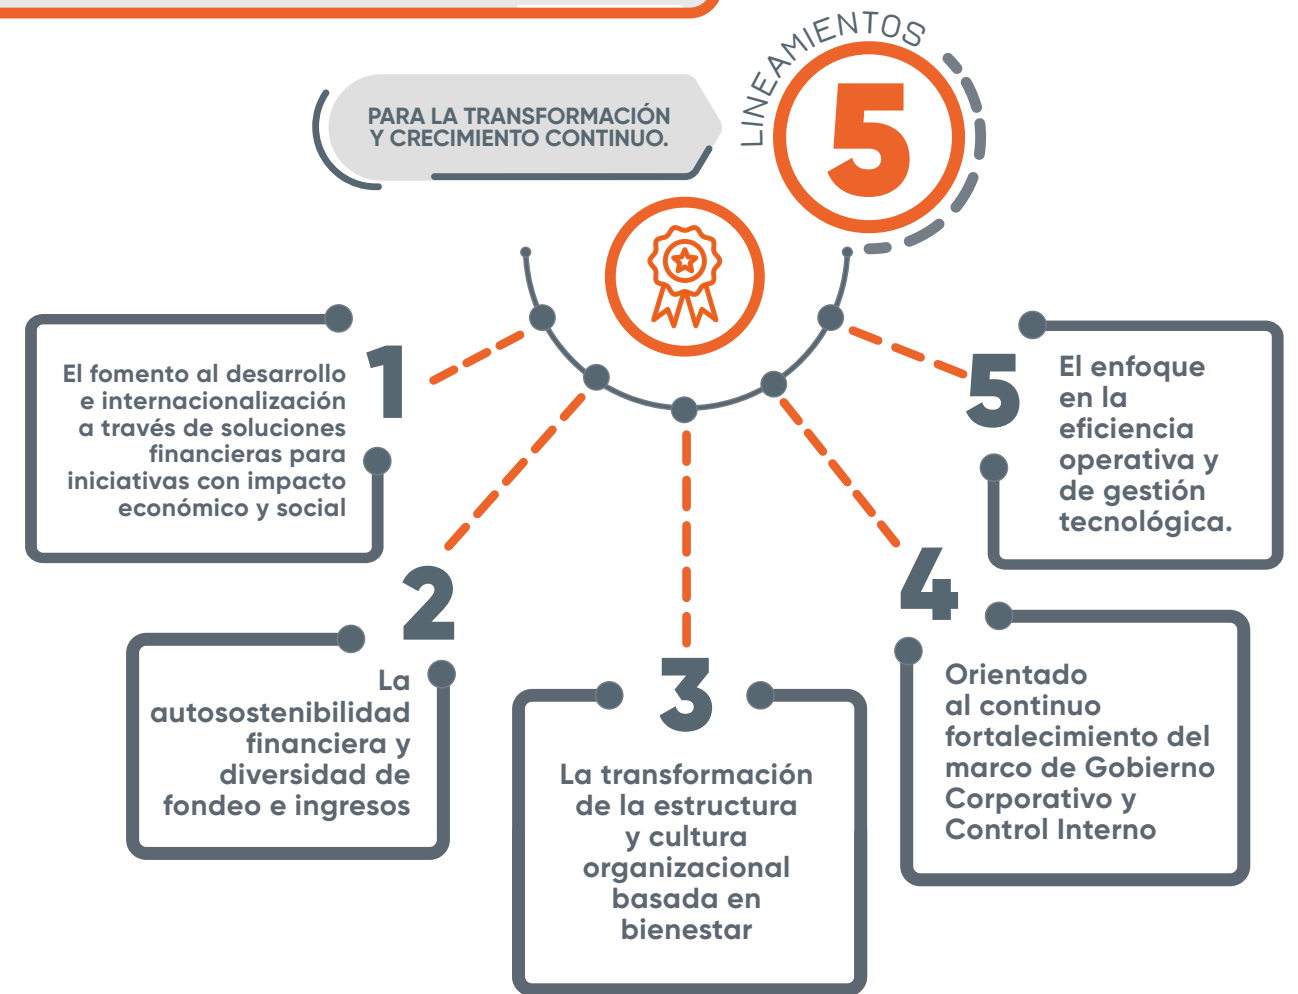 LINEAMIENTOS
5
PARA LA TRANSFORMACIÓN
Y CRECIMIENTO CONTINUO.
1
El fomento al desarrollo
e internacionalización
a través de soluciones
financieras para
iniciativas con impacto
económico y social
2
La
autosostenibilidad
financiera y
diversidad de
fondeo e ingresos
3
La transformación
de la estructura
y cultura
organizacional
basada en
bienestar
4
Orientado
al continuo
fortalecimiento del
marco de Gobierno
Corporativo y
Control Interno
5
El enfoque
en la
eficiencia
operativa y
de gestión
tecnológica.